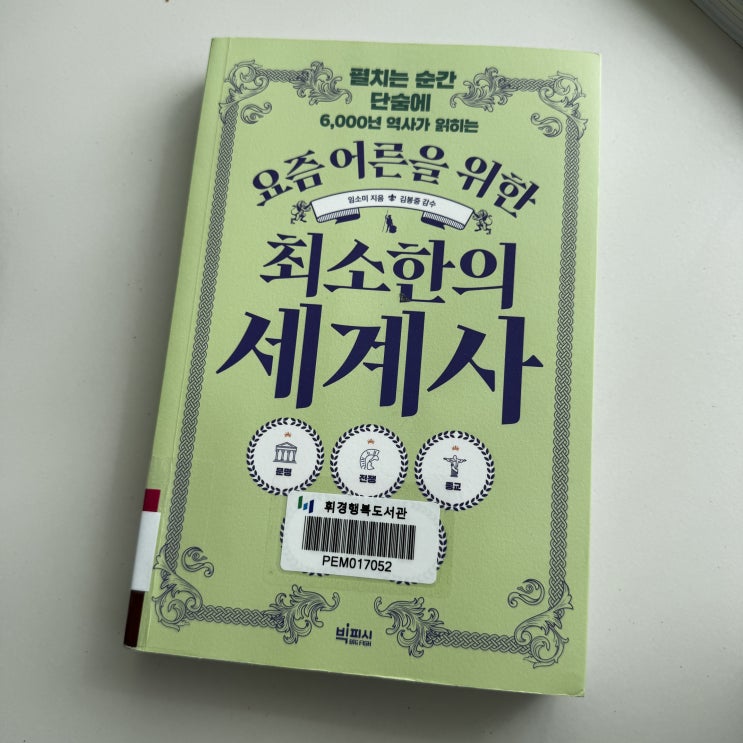 펼치는 순간
단숨에
6,000년 역사가 읽히는
요즘 어른을 위한
임소미 지음 김봉중 감수
최소한의
세계사
문명 전쟁 종교
휘경행복도서관
PEM017052
빅피시
BIG FISH